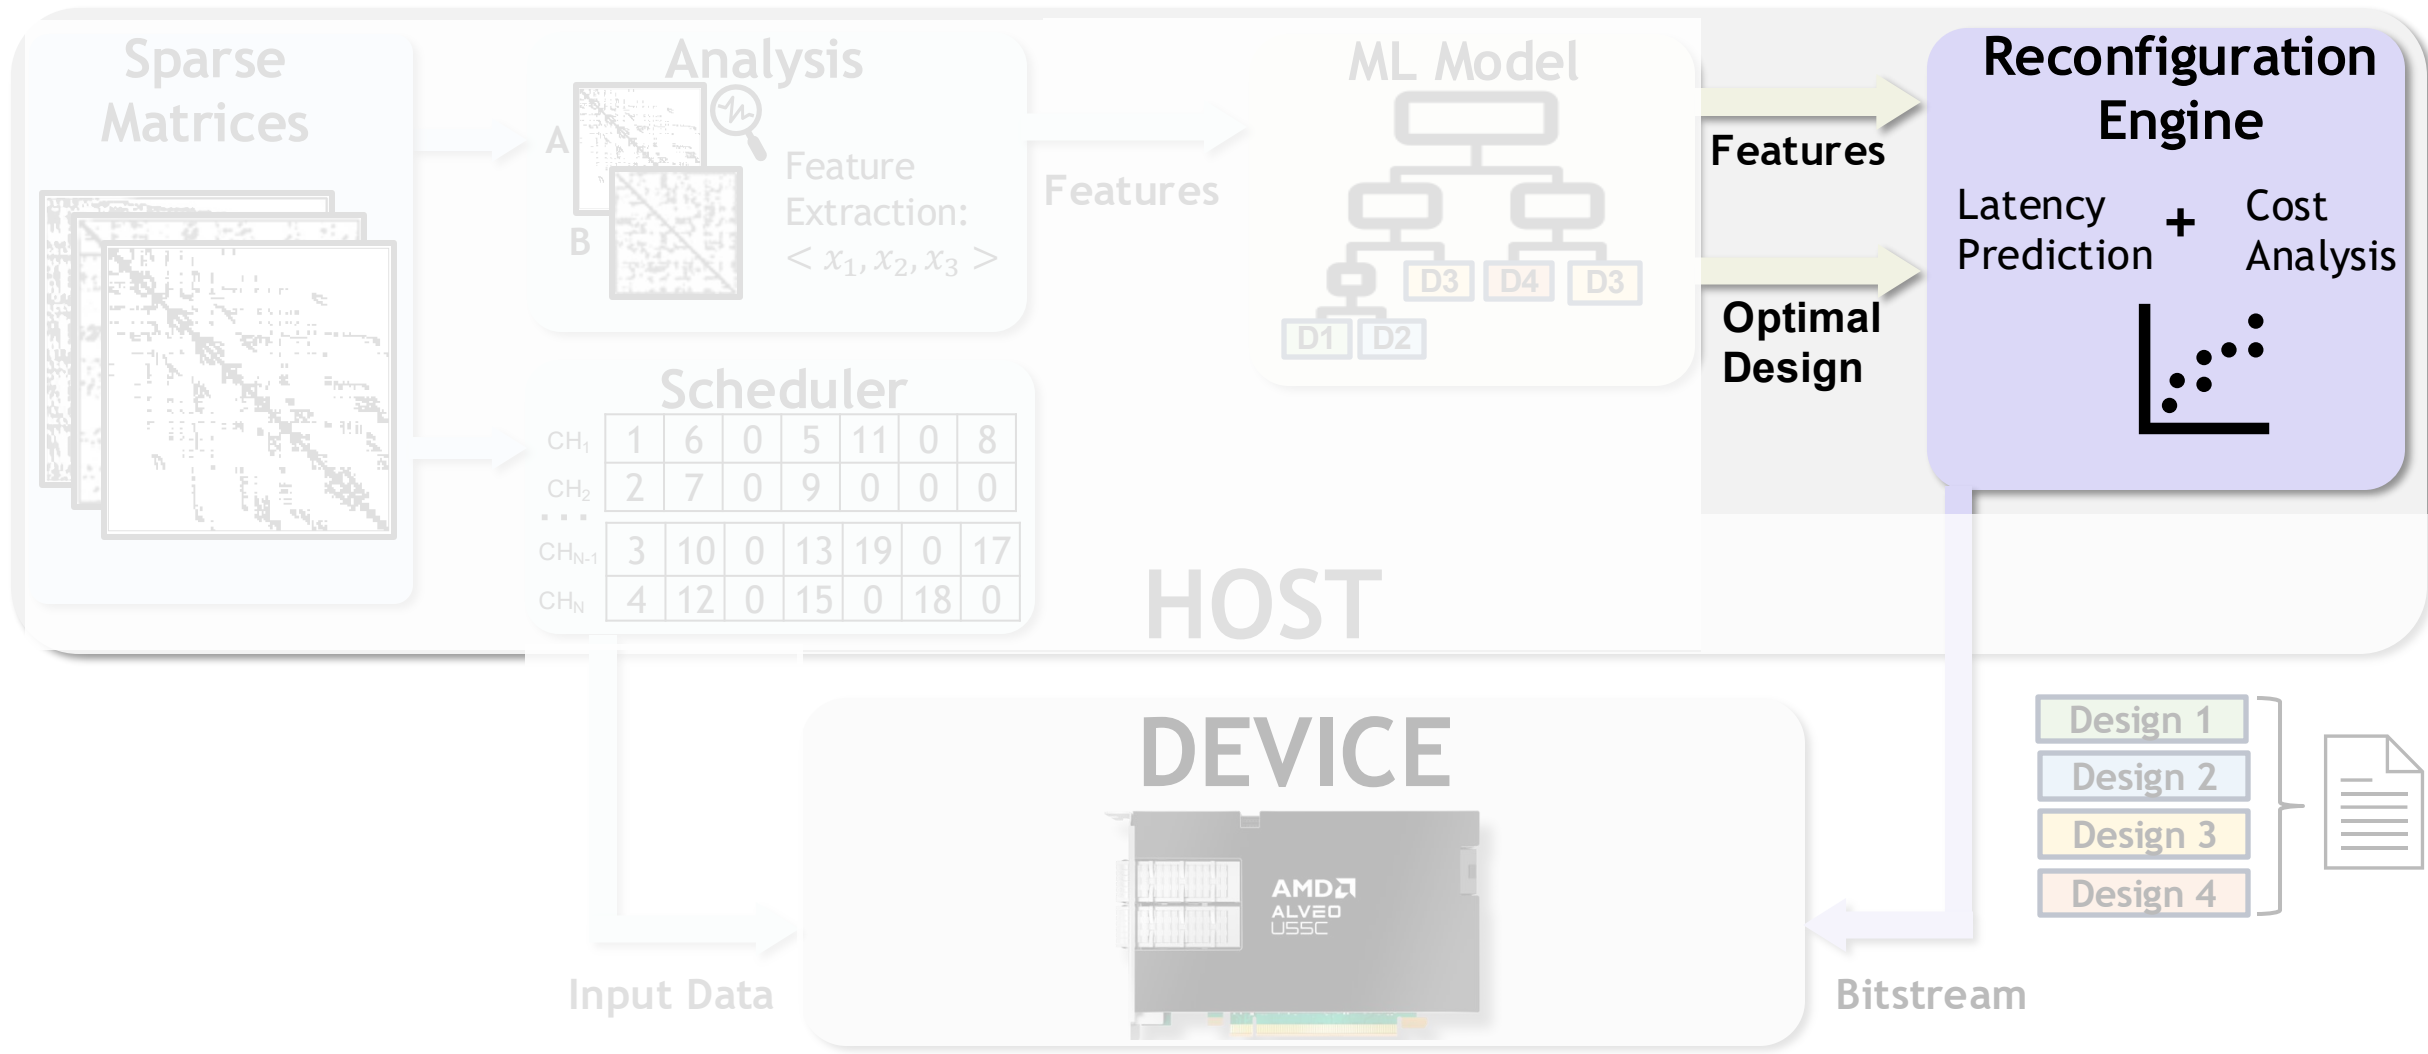 Sparse
Matrices
Analysis
A
B
Feature
Extraction:
< x₁, x₂, x₃ >
Features
ML Model
D3
D4
D3
D1
D2
Features
Optimal
Design
Reconfiguration
Engine
Latency
Prediction
+
Cost
Analysis
Scheduler
CH₁ 1 6 0 5 11 0 8
CH₂ 2 7 0 9 0 0 0
...
CH_N-1 3 10 0 13 19 0 17
CH_N 4 12 0 15 0 18 0
HOST
DEVICE
AMD
ALVEO
U55C
Input Data
Bitstream
Design 1
Design 2
Design 3
Design 4